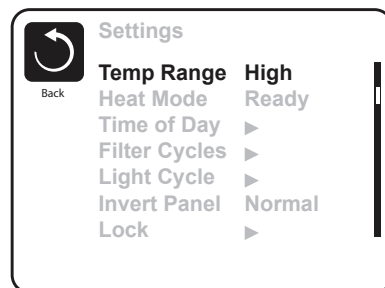 Settings
Back
Temp Range High
Heat Mode Ready
Time of Day ▶
Filter Cycles ▶
Light Cycle ▶
Invert Panel Normal
Lock ▶